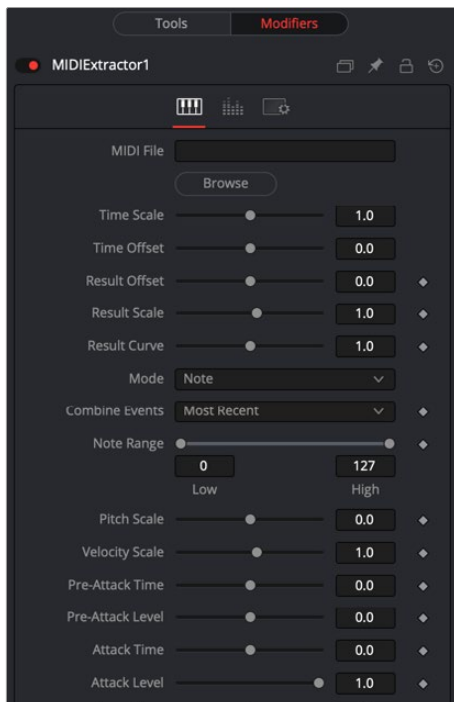 Tools Modifiers
MIDIExtractor1
MIDI File
Browse
Time Scale 1.0
Time Offset 0.0
Result Offset 0.0
Result Scale 1.0
Result Curve 1.0
Mode Note
Combine Events Most Recent
Note Range
0 127
Low High
Pitch Scale 0.0
Velocity Scale 1.0
Pre-Attack Time 0.0
Pre-Attack Level 0.0
Attack Time 0.0
Attack Level 1.0